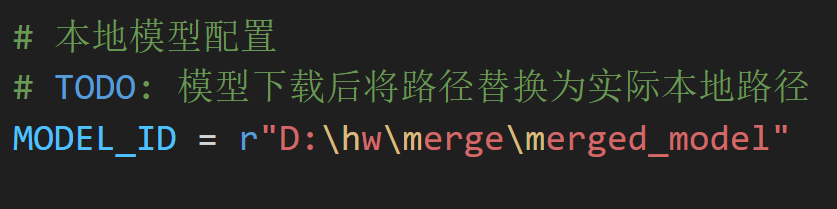 # 本地模型配置
# TODO: 模型下载后将路径替换为实际本地路径
MODEL_ID = r"D:\hw\merge\merged_model"